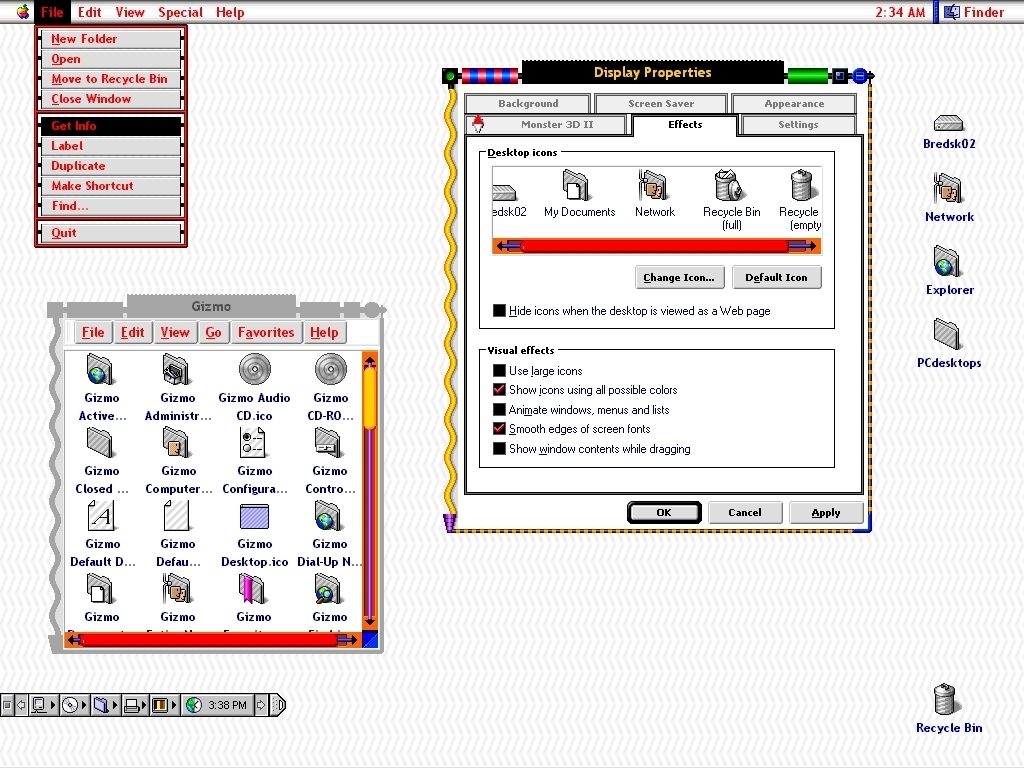 File Edit View Special Help 2:34 AM Finder
New Folder
Open
Move to Recycle Bin
Close Window
Get Info
Label
Duplicate
Make Shortcut
Find...
Quit
Display Properties
Background Screen Saver Appearance
Monster 3D II Effects Settings
Desktop icons
edsk02 My Documents Network Recycle Bin Recycle
(full) (empty
Change Icon... Default Icon
Hide icons when the desktop is viewed as a Web page
Visual effects
Use large icons
Show icons using all possible colors
Animate windows, menus and lists
Smooth edges of screen fonts
Show window contents while dragging
OK Cancel Apply
Bredsk02
Network
Explorer
PCdesktops
Gizmo
File Edit View Go Favorites Help
Gizmo Gizmo Gizmo Audio Gizmo
Active... Administr... CD.ico CD-RO...
Gizmo Gizmo Gizmo Gizmo
Closed ... Computer... Configura... Contro...
Gizmo Gizmo Gizmo Gizmo
Default D... Defau... Desktop.ico Dial-Up N...
Gizmo Gizmo Gizmo Gizmo
3:38 PM
Recycle Bin